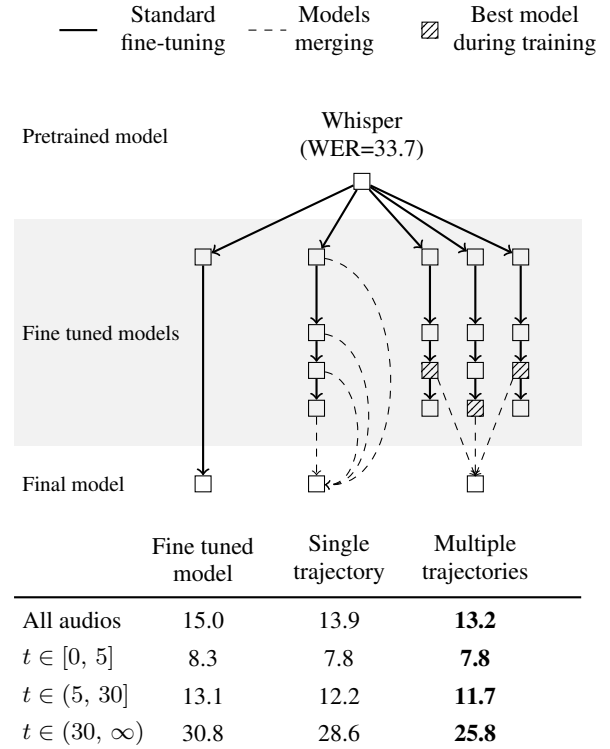 Standard fine-tuning
Models merging
Best model during training
Pretrained model
Whisper
(WER=33.7)
Fine tuned models
Final model
Fine tuned model
Single trajectory
Multiple trajectories
All audios 15.0 13.9 13.2
t ∈ [0, 5] 8.3 7.8 7.8
t ∈ (5, 30] 13.1 12.2 11.7
t ∈ (30, ∞) 30.8 28.6 25.8